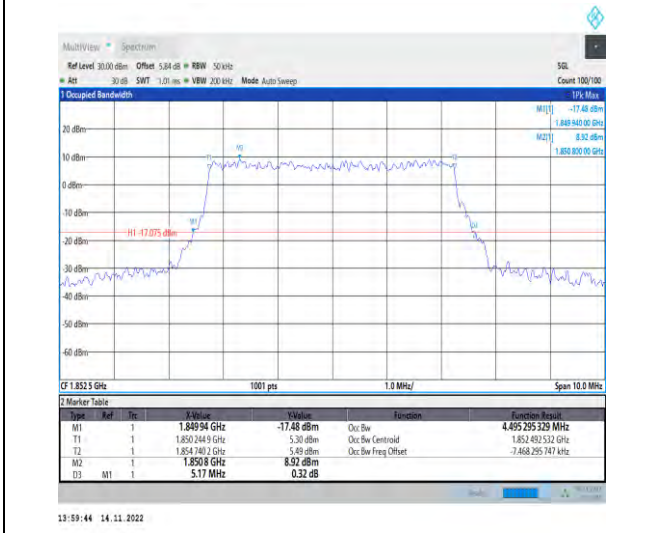 MultiView Spectrum
Ref Level 30.00 dBm Offset 5.84 dB RBW 50 kHz SGL
Att 30 dB SWT 1.01 ms VBW 200 kHz Mode Auto Sweep Count 100/100
1 Occupied Bandwidth 1Pk Max
M1[1] -17.48 dBm
1.849 940 00 GHz
M2[1] 8.92 dBm
1.850 800 00 GHz
20 dBm
10 dBm
0 dBm
-10 dBm
-20 dBm
-30 dBm
-40 dBm
-50 dBm
-60 dBm
T1
T2
M1
D3
H1 -17.075 dBm
CF 1.852 5 GHz 1001 pts 1.0 MHz/ Span 10.0 MHz
2 Marker Table
Type Ref Trc X-Value Y-Value Function Function Result
M1 1 1.849 94 GHz -17.48 dBm Occ Bw 4.495 295 329 MHz
T1 1 1.850 244 9 GHz 5.30 dBm Occ Bw Centroid 1.852 492 532 GHz
T2 1 1.854 740 2 GHz 5.49 dBm Occ Bw Freq Offset -7.468 295 747 kHz
M2 1 1.850 8 GHz 8.92 dBm
D3 M1 1 5.17 MHz 0.32 dB
13:59:44 14.11.2022